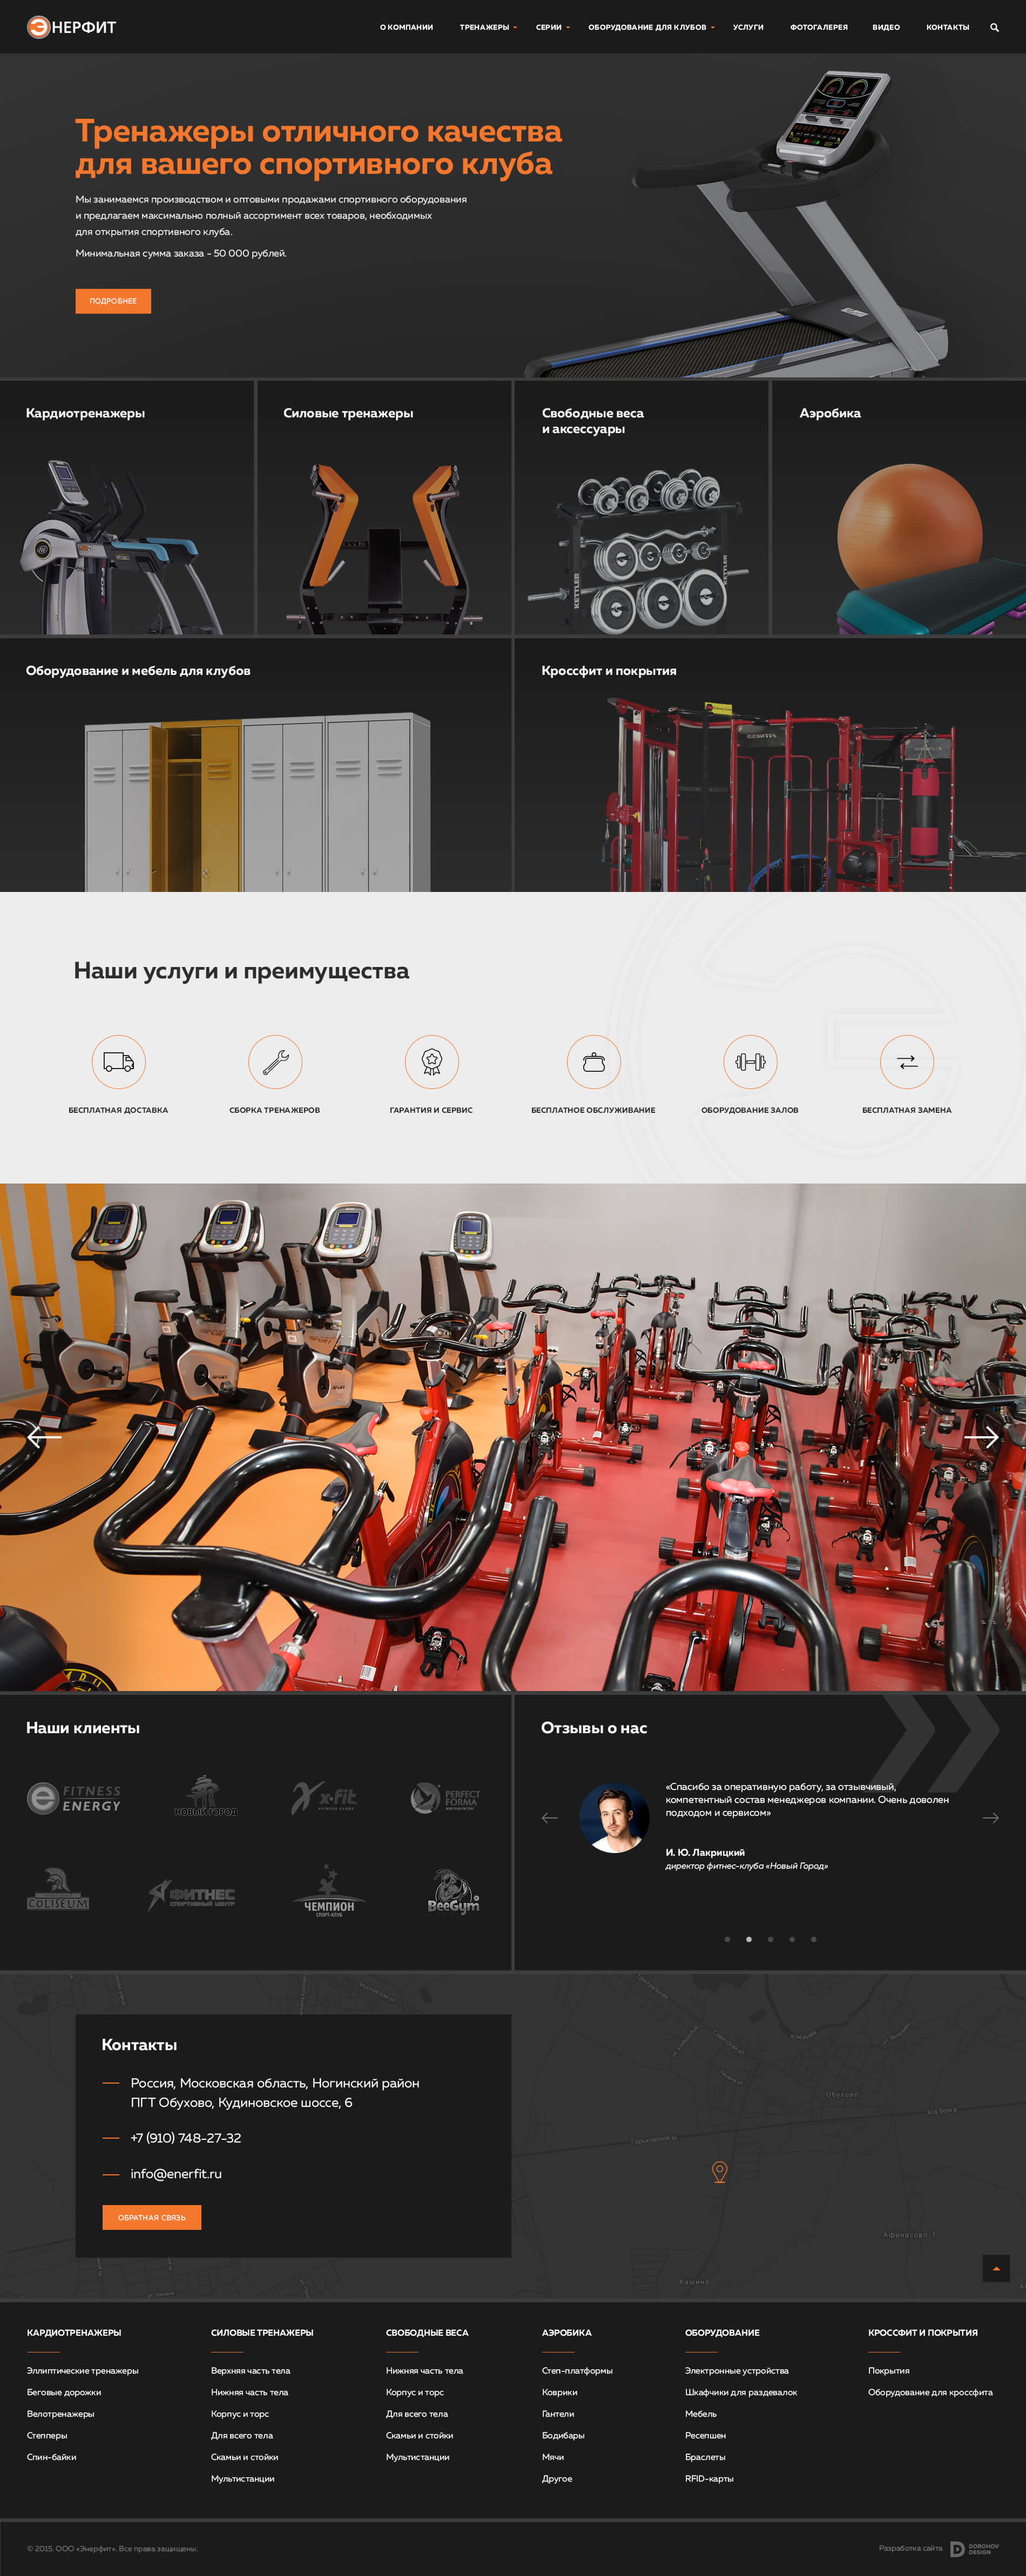 ЭНЕРФИТ
О КОМПАНИИ
ТРЕНАЖЕРЫ
СЕРИИ
ОБОРУДОВАНИЕ ДЛЯ КЛУБОВ
УСЛУГИ
ФОТОГАЛЕРЕЯ
ВИДЕО
КОНТАКТЫ
Тренажеры отличного качества
для вашего спортивного клуба
Мы занимаемся производством и оптовыми продажами спортивного оборудования
и предлагаем максимально полный ассортимент всех товаров, необходимых
для открытия спортивного клуба.
Минимальная сумма заказа - 50 000 рублей.
ПОДРОБНЕЕ
Кардиотренажеры
Силовые тренажеры
Свободные веса
и аксессуары
Аэробика
KETTLER
KETTLER
Оборудование и мебель для клубов
Кроссфит и покрытия
Наши услуги и преимущества
БЕСПЛАТНАЯ ДОСТАВКА
СБОРКА ТРЕНАЖЕРОВ
ГАРАНТИЯ И СЕРВИС
БЕСПЛАТНОЕ ОБСЛУЖИВАНИЕ
ОБОРУДОВАНИЕ ЗАЛОВ
БЕСПЛАТНАЯ ЗАМЕНА
Наши клиенты
FITNESS
ENERGY
НОВЫЙ ГОРОД
x-fit
FITNESS CLUBS
PERFECT
FORMA
COLISEUM
ФИТНЕС
СПОРТИВНЫЙ ЦЕНТР
ЧЕМПИОН
СПОРТ-КЛУБ
BeeGym
Отзывы о нас
«Спасибо за оперативную работу, за отзывчивый,
компетентный состав менеджеров компании. Очень доволен
подходом и сервисом»
И. Ю. Лакрицкий
директор фитнес-клуба «Новый Город»
Контакты
Россия, Московская область, Ногинский район
ПГТ Обухово, Кудиновское шоссе, 6
+7 (910) 748-27-32
info@enerfit.ru
ОБРАТНАЯ СВЯЗЬ
Обухово
Афанасово 1
Кашино
КАРДИОТРЕНАЖЕРЫ
Эллиптические тренажеры
Беговые дорожки
Велотренажеры
Степперы
Спин-байки
СИЛОВЫЕ ТРЕНАЖЕРЫ
Верхняя часть тела
Нижняя часть тела
Корпус и торс
Для всего тела
Скамьи и стойки
Мультистанции
СВОБОДНЫЕ ВЕСА
Нижняя часть тела
Корпус и торс
Для всего тела
Скамьи и стойки
Мультистанции
АЭРОБИКА
Степ-платформы
Коврики
Гантели
Бодибары
Мячи
Другое
ОБОРУДОВАНИЕ
Электронные устройства
Шкафчики для раздевалок
Мебель
Ресепшен
Браслеты
RFID-карты
КРОССФИТ И ПОКРЫТИЯ
Покрытия
Оборудование для кроссфита
© 2015. ООО «Энерфит». Все права защищены.
Разработка сайта
DOROHOV
DESIGN